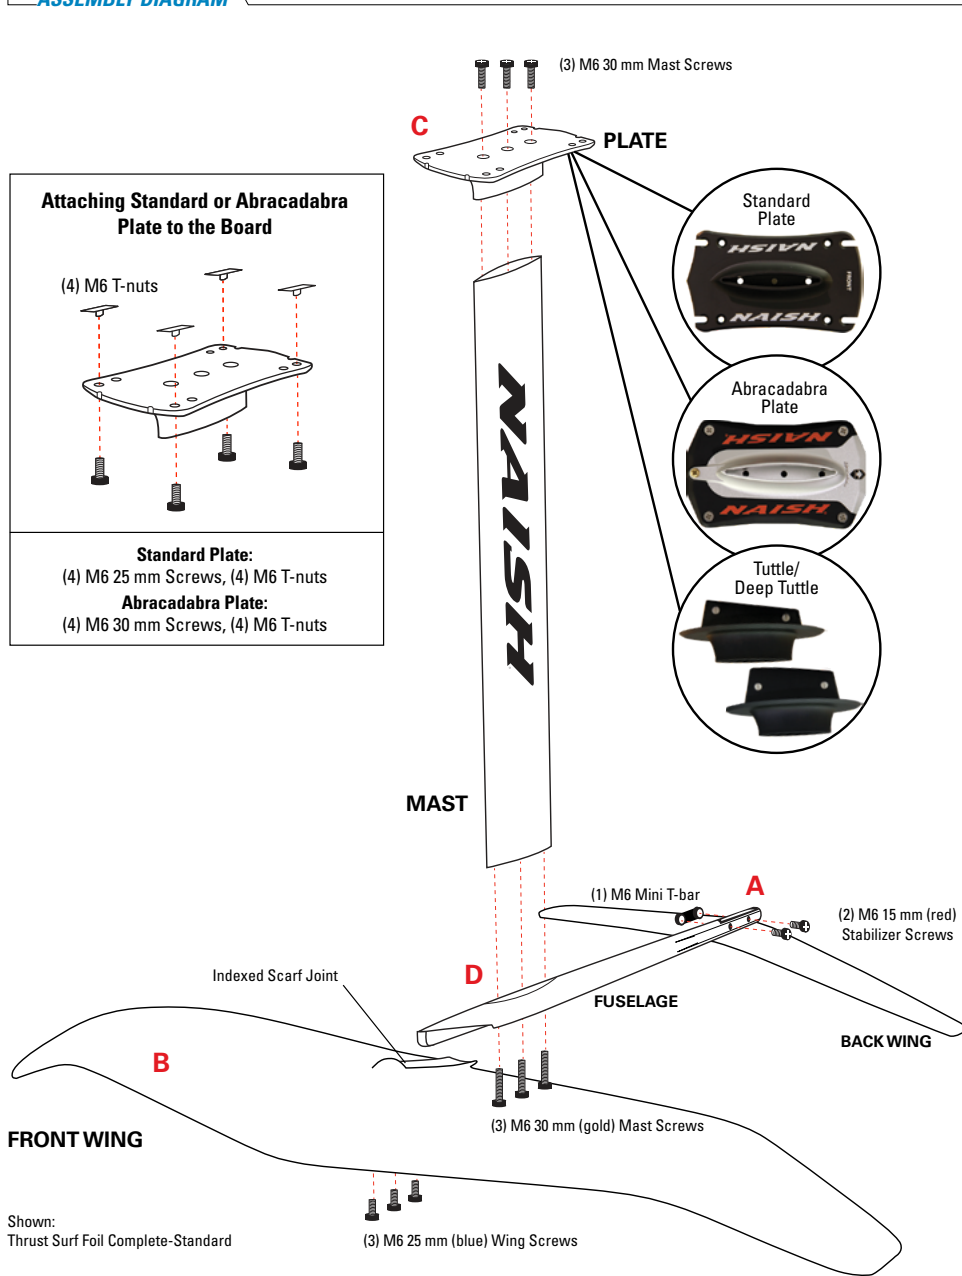 ASSEMBLY DIAGRAM
(3) M6 30 mm Mast Screws
C
PLATE
Attaching Standard or Abracadabra
Plate to the Board
(4) M6 T-nuts
Standard Plate:
(4) M6 25 mm Screws, (4) M6 T-nuts
Abracadabra Plate:
(4) M6 30 mm Screws, (4) M6 T-nuts
Standard
Plate
NAISH
FRONT
NAISH
Abracadabra
Plate
NAISH
NAISH
Tuttle/
Deep Tuttle
NAISH
MAST
(1) M6 Mini T-bar
A
(2) M6 15 mm (red)
Stabilizer Screws
Indexed Scarf Joint
D
FUSELAGE
BACK WING
B
(3) M6 30 mm (gold) Mast Screws
FRONT WING
Shown:
Thrust Surf Foil Complete-Standard
(3) M6 25 mm (blue) Wing Screws